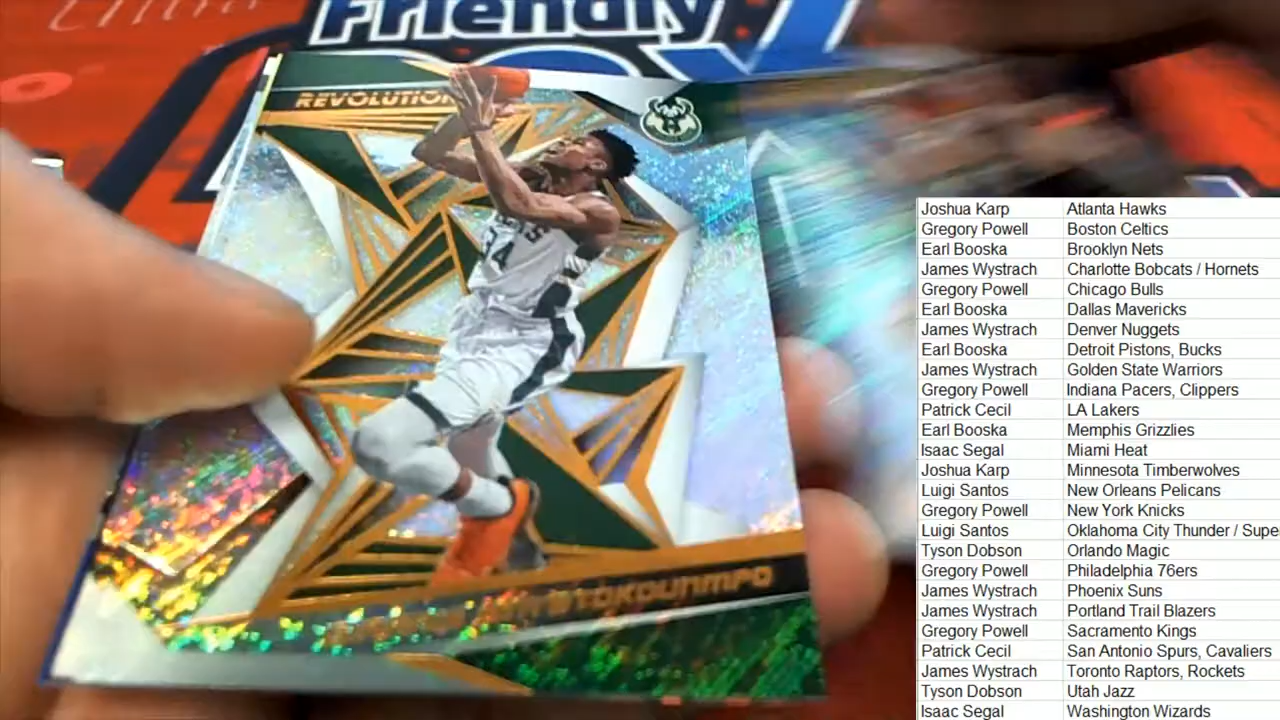 Ultra
Friendly
BOX
REVOLUTION
34
ANTETOKOUNMPO
Joshua Karp Atlanta Hawks
Gregory Powell Boston Celtics
Earl Booska Brooklyn Nets
James Wystrach Charlotte Bobcats / Hornets
Gregory Powell Chicago Bulls
Earl Booska Dallas Mavericks
James Wystrach Denver Nuggets
Earl Booska Detroit Pistons, Bucks
James Wystrach Golden State Warriors
Gregory Powell Indiana Pacers, Clippers
Patrick Cecil LA Lakers
Earl Booska Memphis Grizzlies
Isaac Segal Miami Heat
Joshua Karp Minnesota Timberwolves
Luigi Santos New Orleans Pelicans
Gregory Powell New York Knicks
Luigi Santos Oklahoma City Thunder / Supe
Tyson Dobson Orlando Magic
Gregory Powell Philadelphia 76ers
James Wystrach Phoenix Suns
James Wystrach Portland Trail Blazers
Gregory Powell Sacramento Kings
Patrick Cecil San Antonio Spurs, Cavaliers
James Wystrach Toronto Raptors, Rockets
Tyson Dobson Utah Jazz
Isaac Segal Washington Wizards